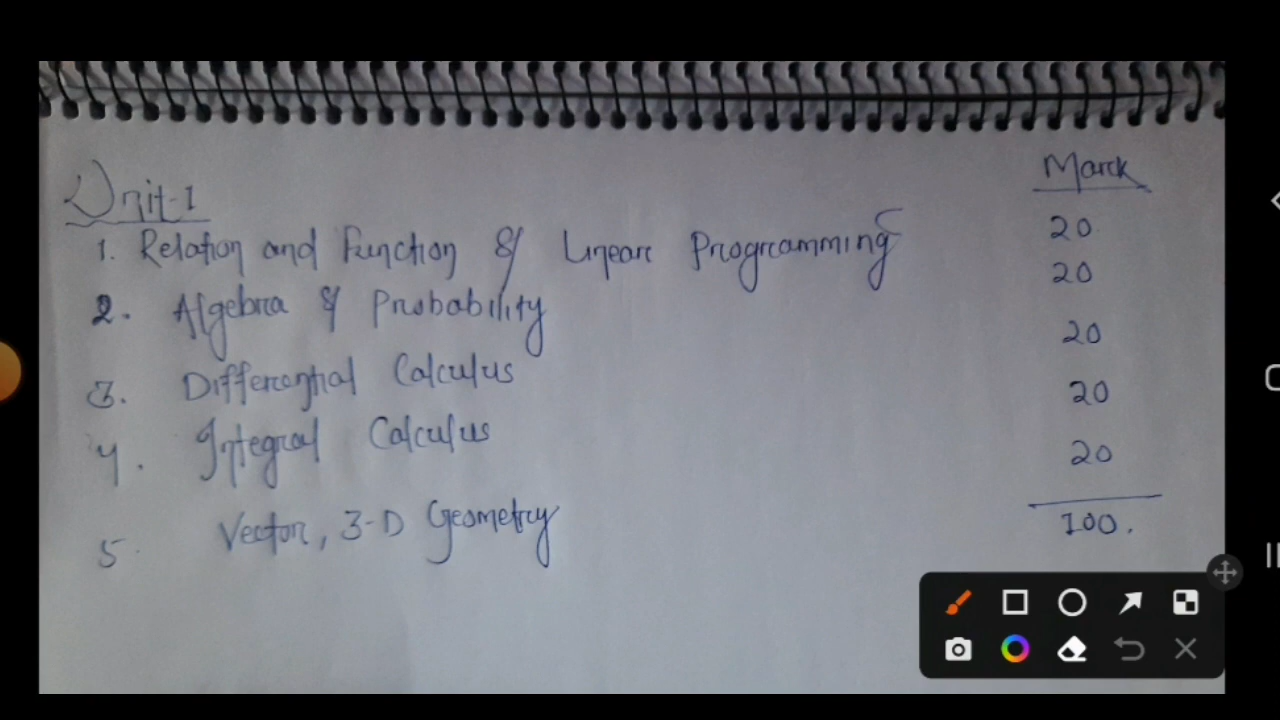 Unit-1 Mark
1. Relation and Function & Linear Programming 20
2. Algebra & Probability 20
3. Differential Calculus 20
4. Integral Calculus 20
5. Vector, 3-D Geometry 20
100.